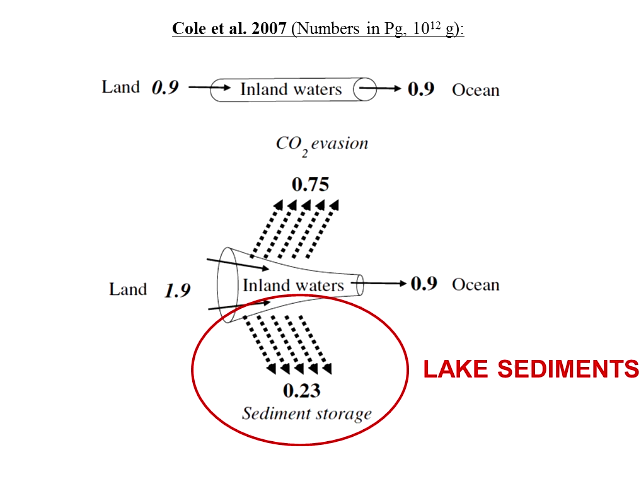 Cole et al. 2007 (Numbers in Pg, 10¹² g):
Land 0.9 Inland waters 0.9 Ocean
CO₂ evasion
0.75
Land 1.9 Inland waters 0.9 Ocean
LAKE SEDIMENTS
0.23
Sediment storage